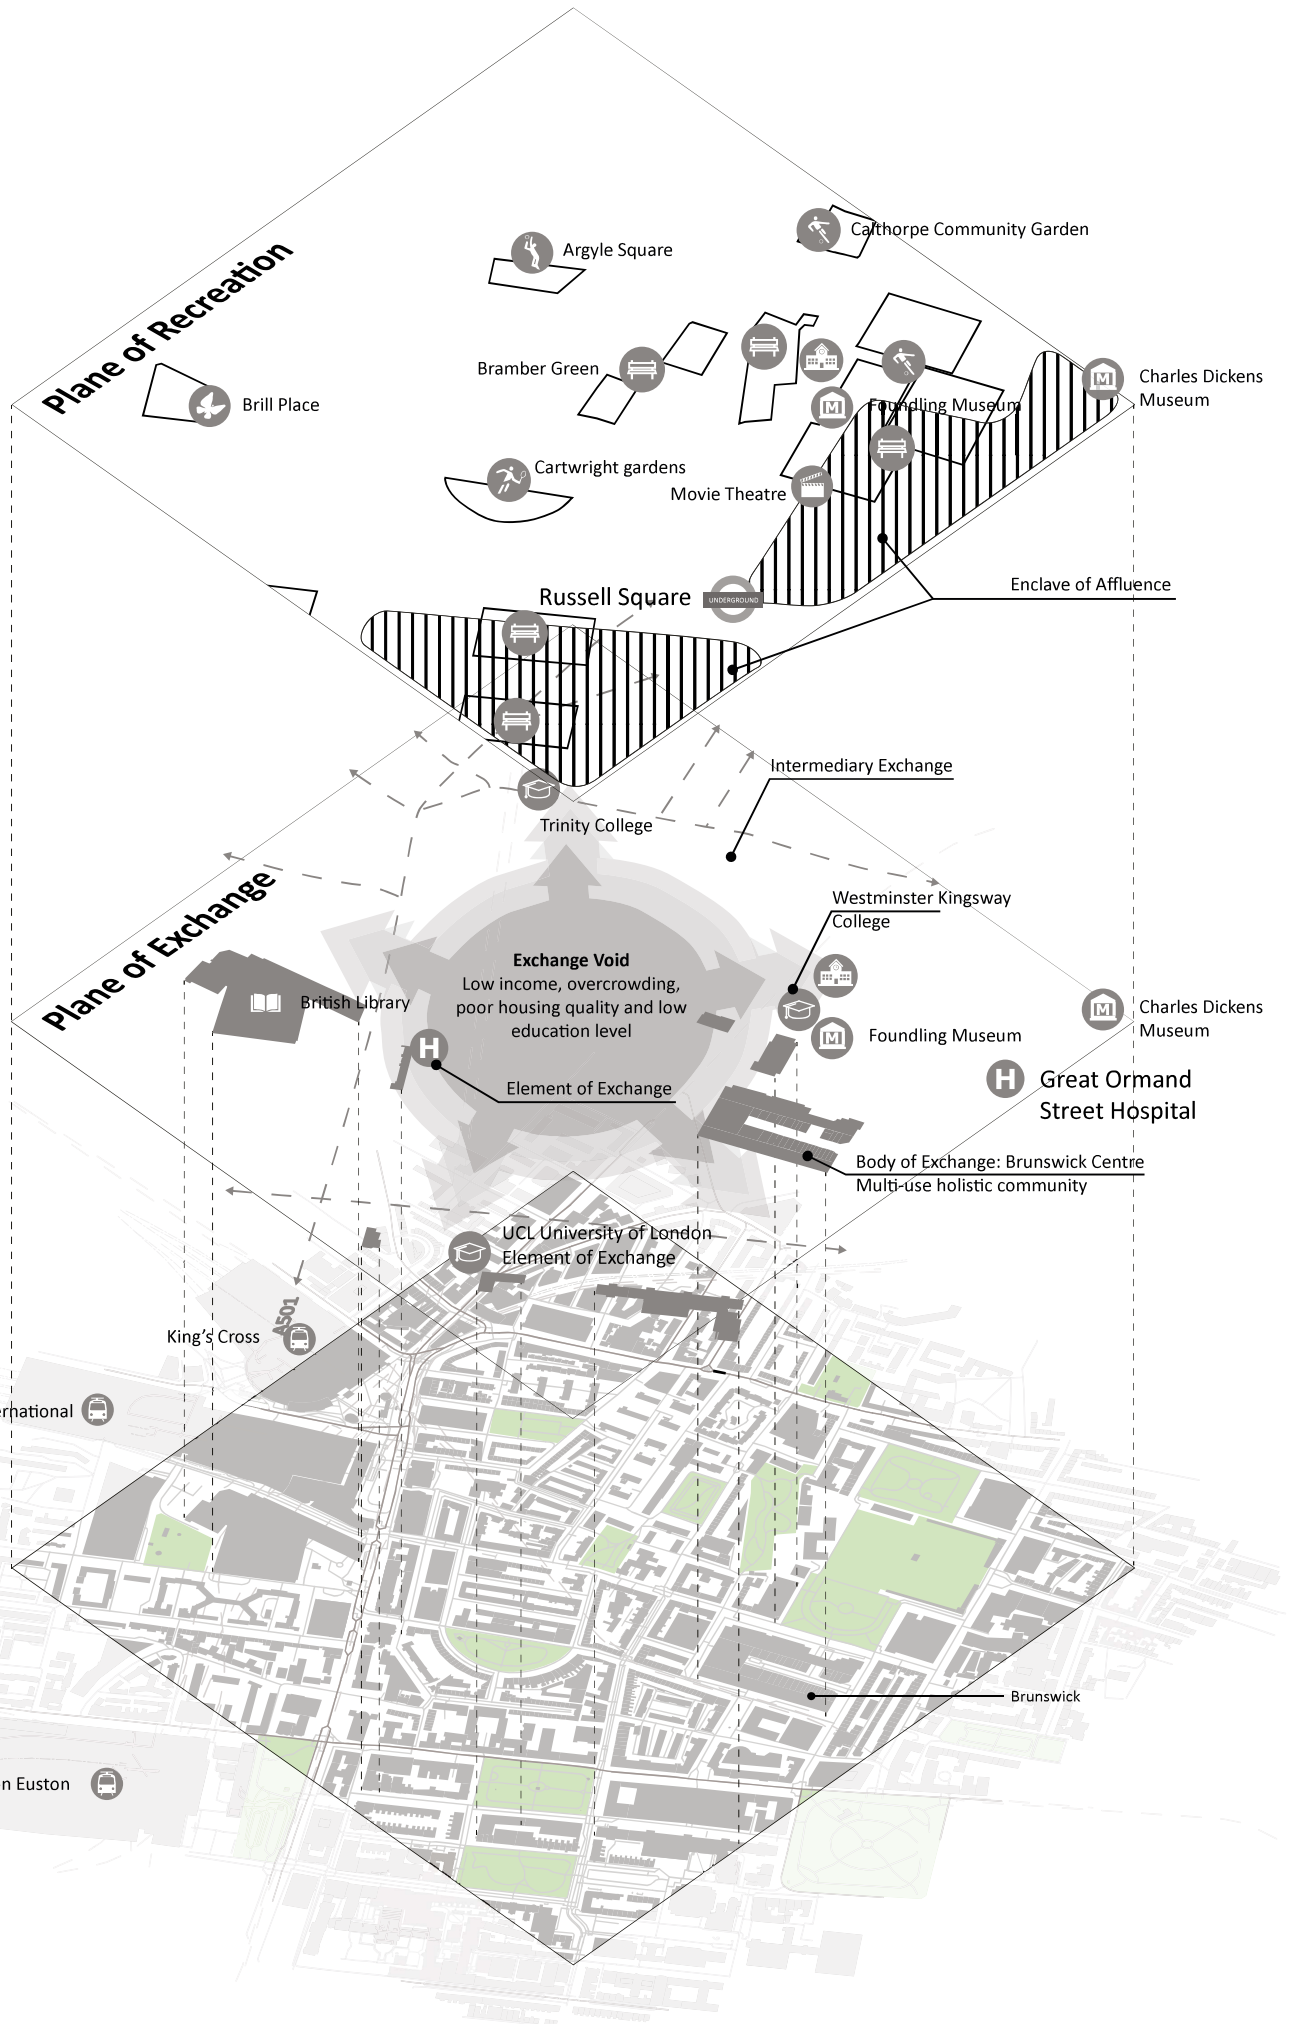 Plane of Recreation
Calthorpe Community Garden
Argyle Square
Bramber Green
Charles Dickens
Museum
Brill Place
Foundling Museum
Cartwright gardens
Movie Theatre
Enclave of Affluence
Russell Square
UNDERGROUND
Intermediary Exchange
Trinity College
Plane of Exchange
Westminster Kingsway
College
Exchange Void
Low income, overcrowding,
poor housing quality and low
education level
British Library
Charles Dickens
Museum
Foundling Museum
H
Element of Exchange
H
Great Ormand
Street Hospital
Body of Exchange: Brunswick Centre
Multi-use holistic community
UCL University of London
Element of Exchange
A501
King's Cross
ernational
Brunswick
n Euston